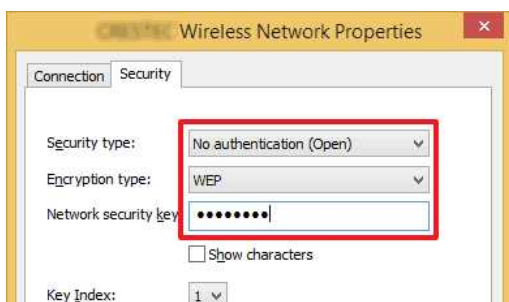 Wireless Network Properties
Connection Security
Security type: No authentication (Open)
Encryption type: WEP
Network security key ••••••••
Show characters
Key Index: 1